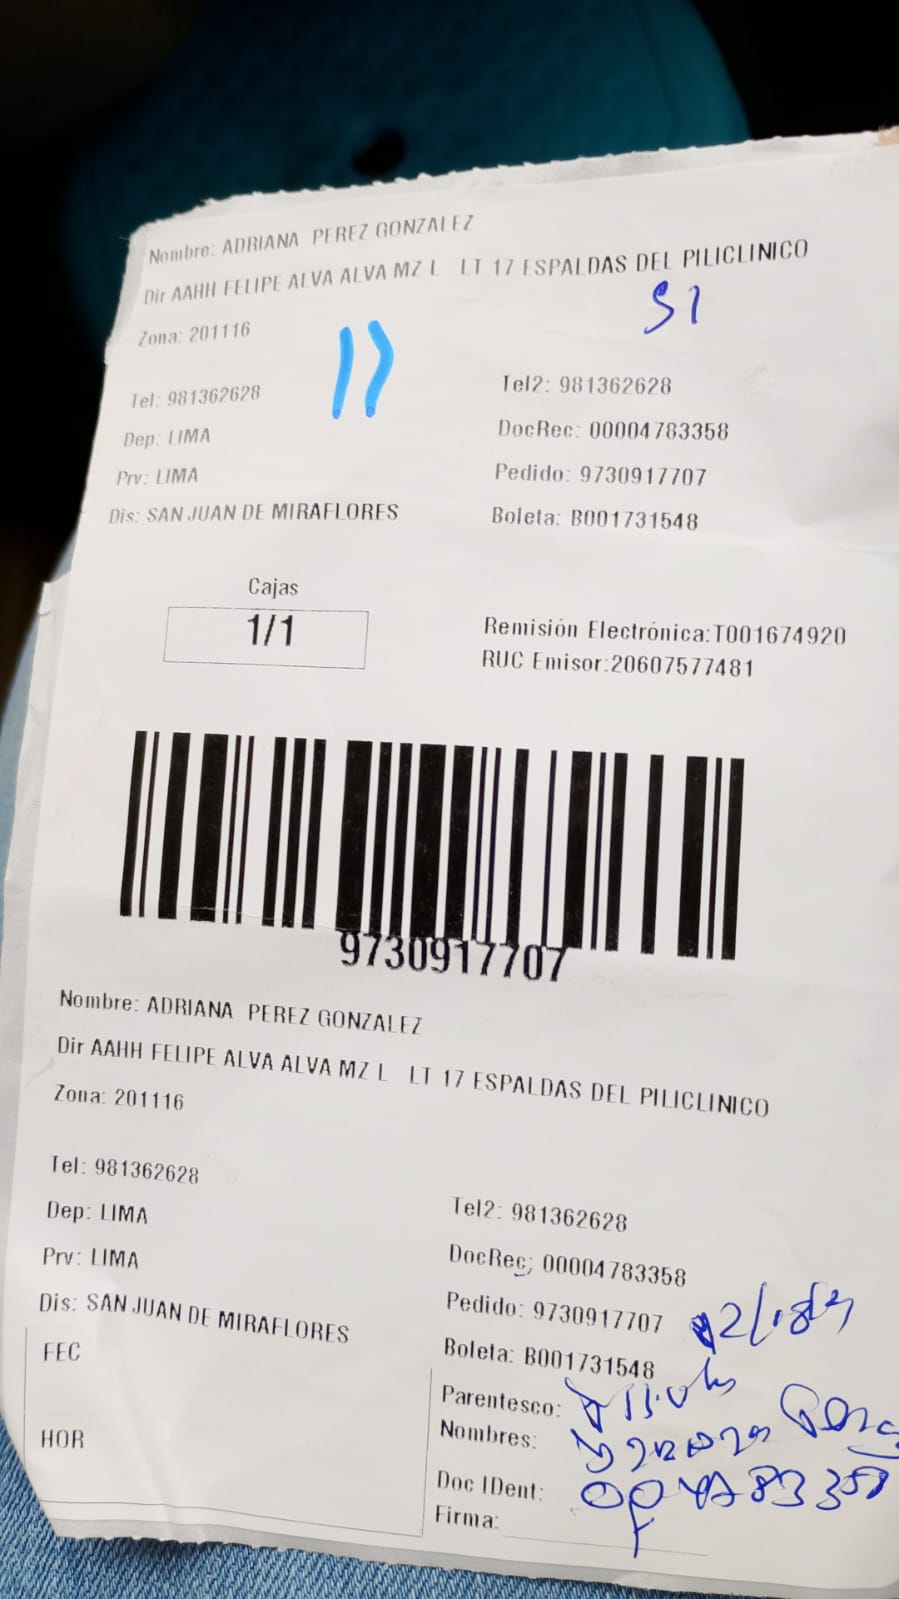 Nombre: ADRIANA PEREZ GONZALEZ
Dir AAHH FELIPE ALVA ALVA MZ L LT 17 ESPALDAS DEL PILICLINICO
SI
Zona: 201116
Tel: 981362628 Tel2: 981362628
Dep: LIMA DocRec: 00004783358
Prv: LIMA Pedido: 9730917707
Dis: SAN JUAN DE MIRAFLORES Boleta: B001731548
Cajas
1/1
Remisión Electrónica:T001674920
RUC Emisor:20607577481
9730917707
Nombre: ADRIANA PEREZ GONZALEZ
Dir AAHH FELIPE ALVA ALVA MZ L LT 17 ESPALDAS DEL PILICLINICO
Zona: 201116
Tel: 981362628 Tel2: 981362628
Dep: LIMA DocRec: 00004783358
Prv: LIMA Pedido: 9730917707
Dis: SAN JUAN DE MIRAFLORES Boleta: B001731548
FEC Parentesco:
Nombres:
HOR Doc IDent:
Firma: